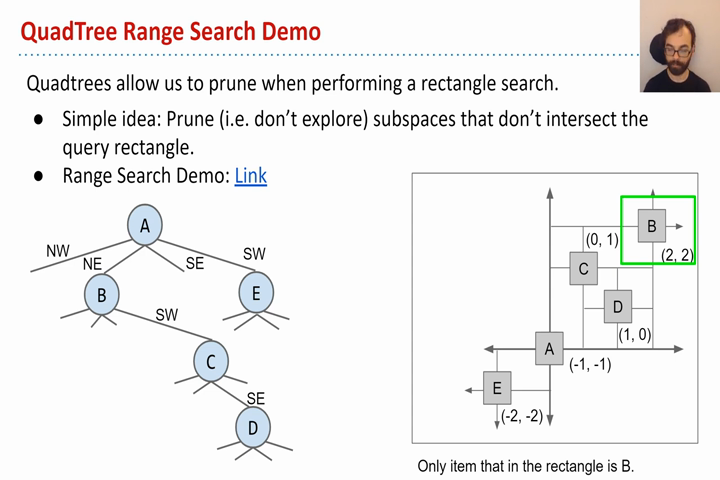 QuadTree Range Search Demo
Quadtrees allow us to prune when performing a rectangle search.
● Simple idea: Prune (i.e. don't explore) subspaces that don't intersect the
query rectangle.
● Range Search Demo: Link
A
NW
NE
SE
SW
B
E
SW
C
SE
D
B
(0, 1)
(2, 2)
C
D
(1, 0)
A
(-1, -1)
E
(-2, -2)
Only item that in the rectangle is B.